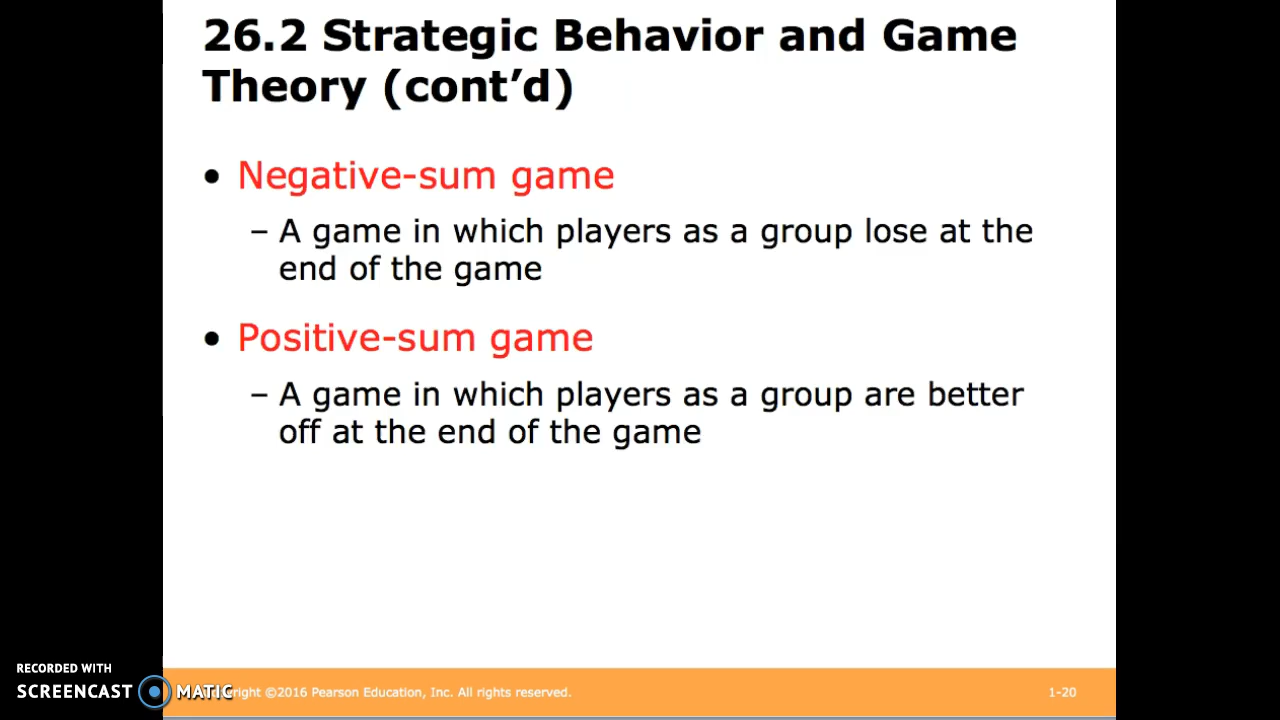 26.2 Strategic Behavior and Game
Theory (cont’d)
• Negative-sum game
– A game in which players as a group lose at the
end of the game
• Positive-sum game
– A game in which players as a group are better
off at the end of the game
RECORDED WITH
SCREENCAST MATIC
right ©2016 Pearson Education, Inc. All rights reserved.
1-20